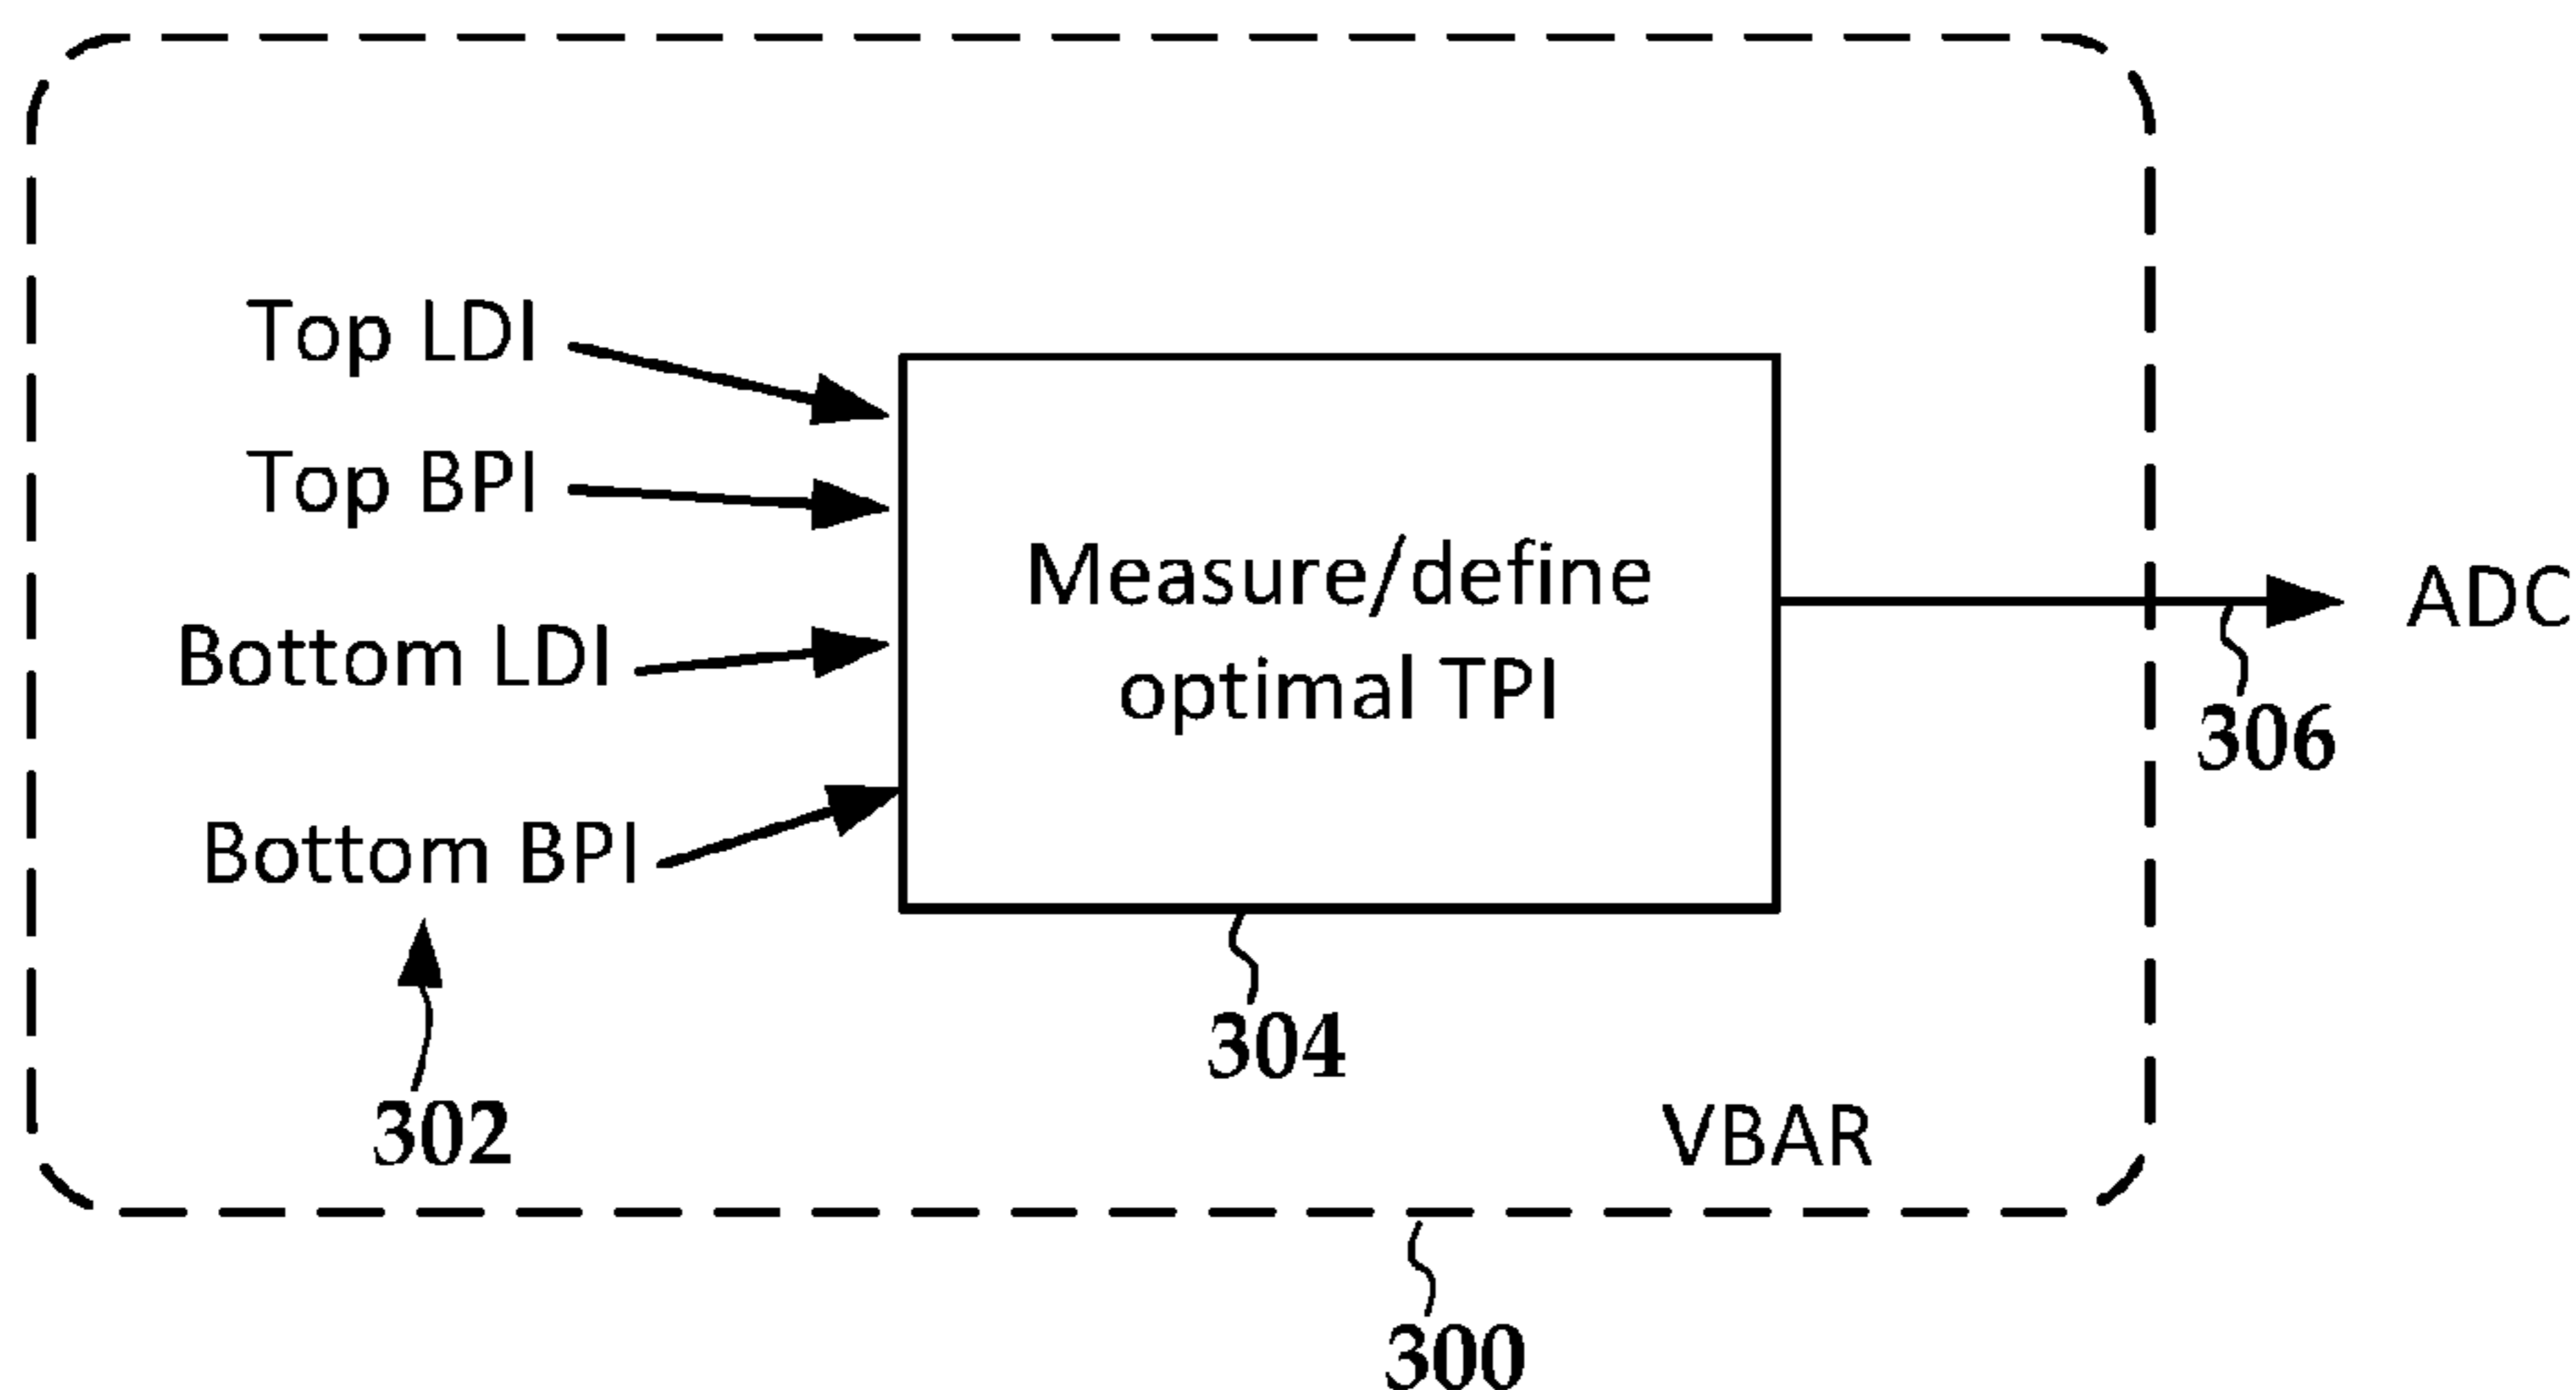 Top LDI
Top BPI
Measure/define
optimal TPI
ADC
Bottom LDI
306
Bottom BPI
304
302
VBAR
300